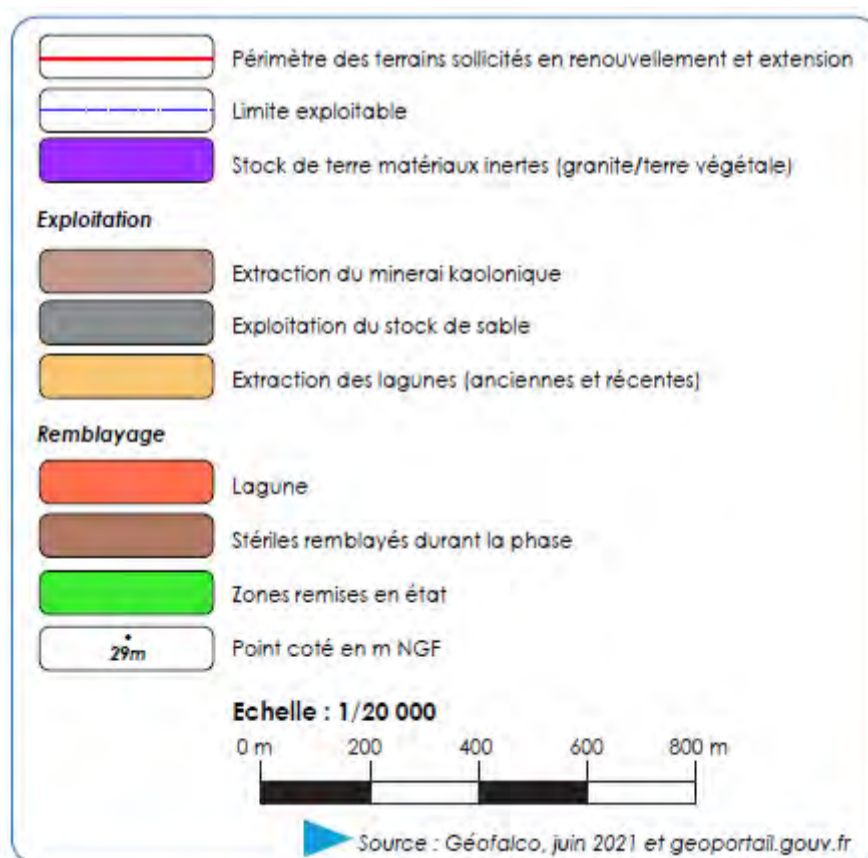 Périmètre des terrains sollicités en renouvellement et extension
Limite exploitable
Stock de terre matériaux inertes (granite/terre végétale)
Exploitation
Extraction du minerai kaolonique
Exploitation du stock de sable
Extraction des lagunes (anciennes et récentes)
Remblayage
Lagune
Stériles remblayés durant la phase
Zones remises en état
29m Point coté en m NGF
Echelle : 1/20 000
0 m 200 400 600 800 m
Source : Géofalco, juin 2021 et geoportail.gouv.fr